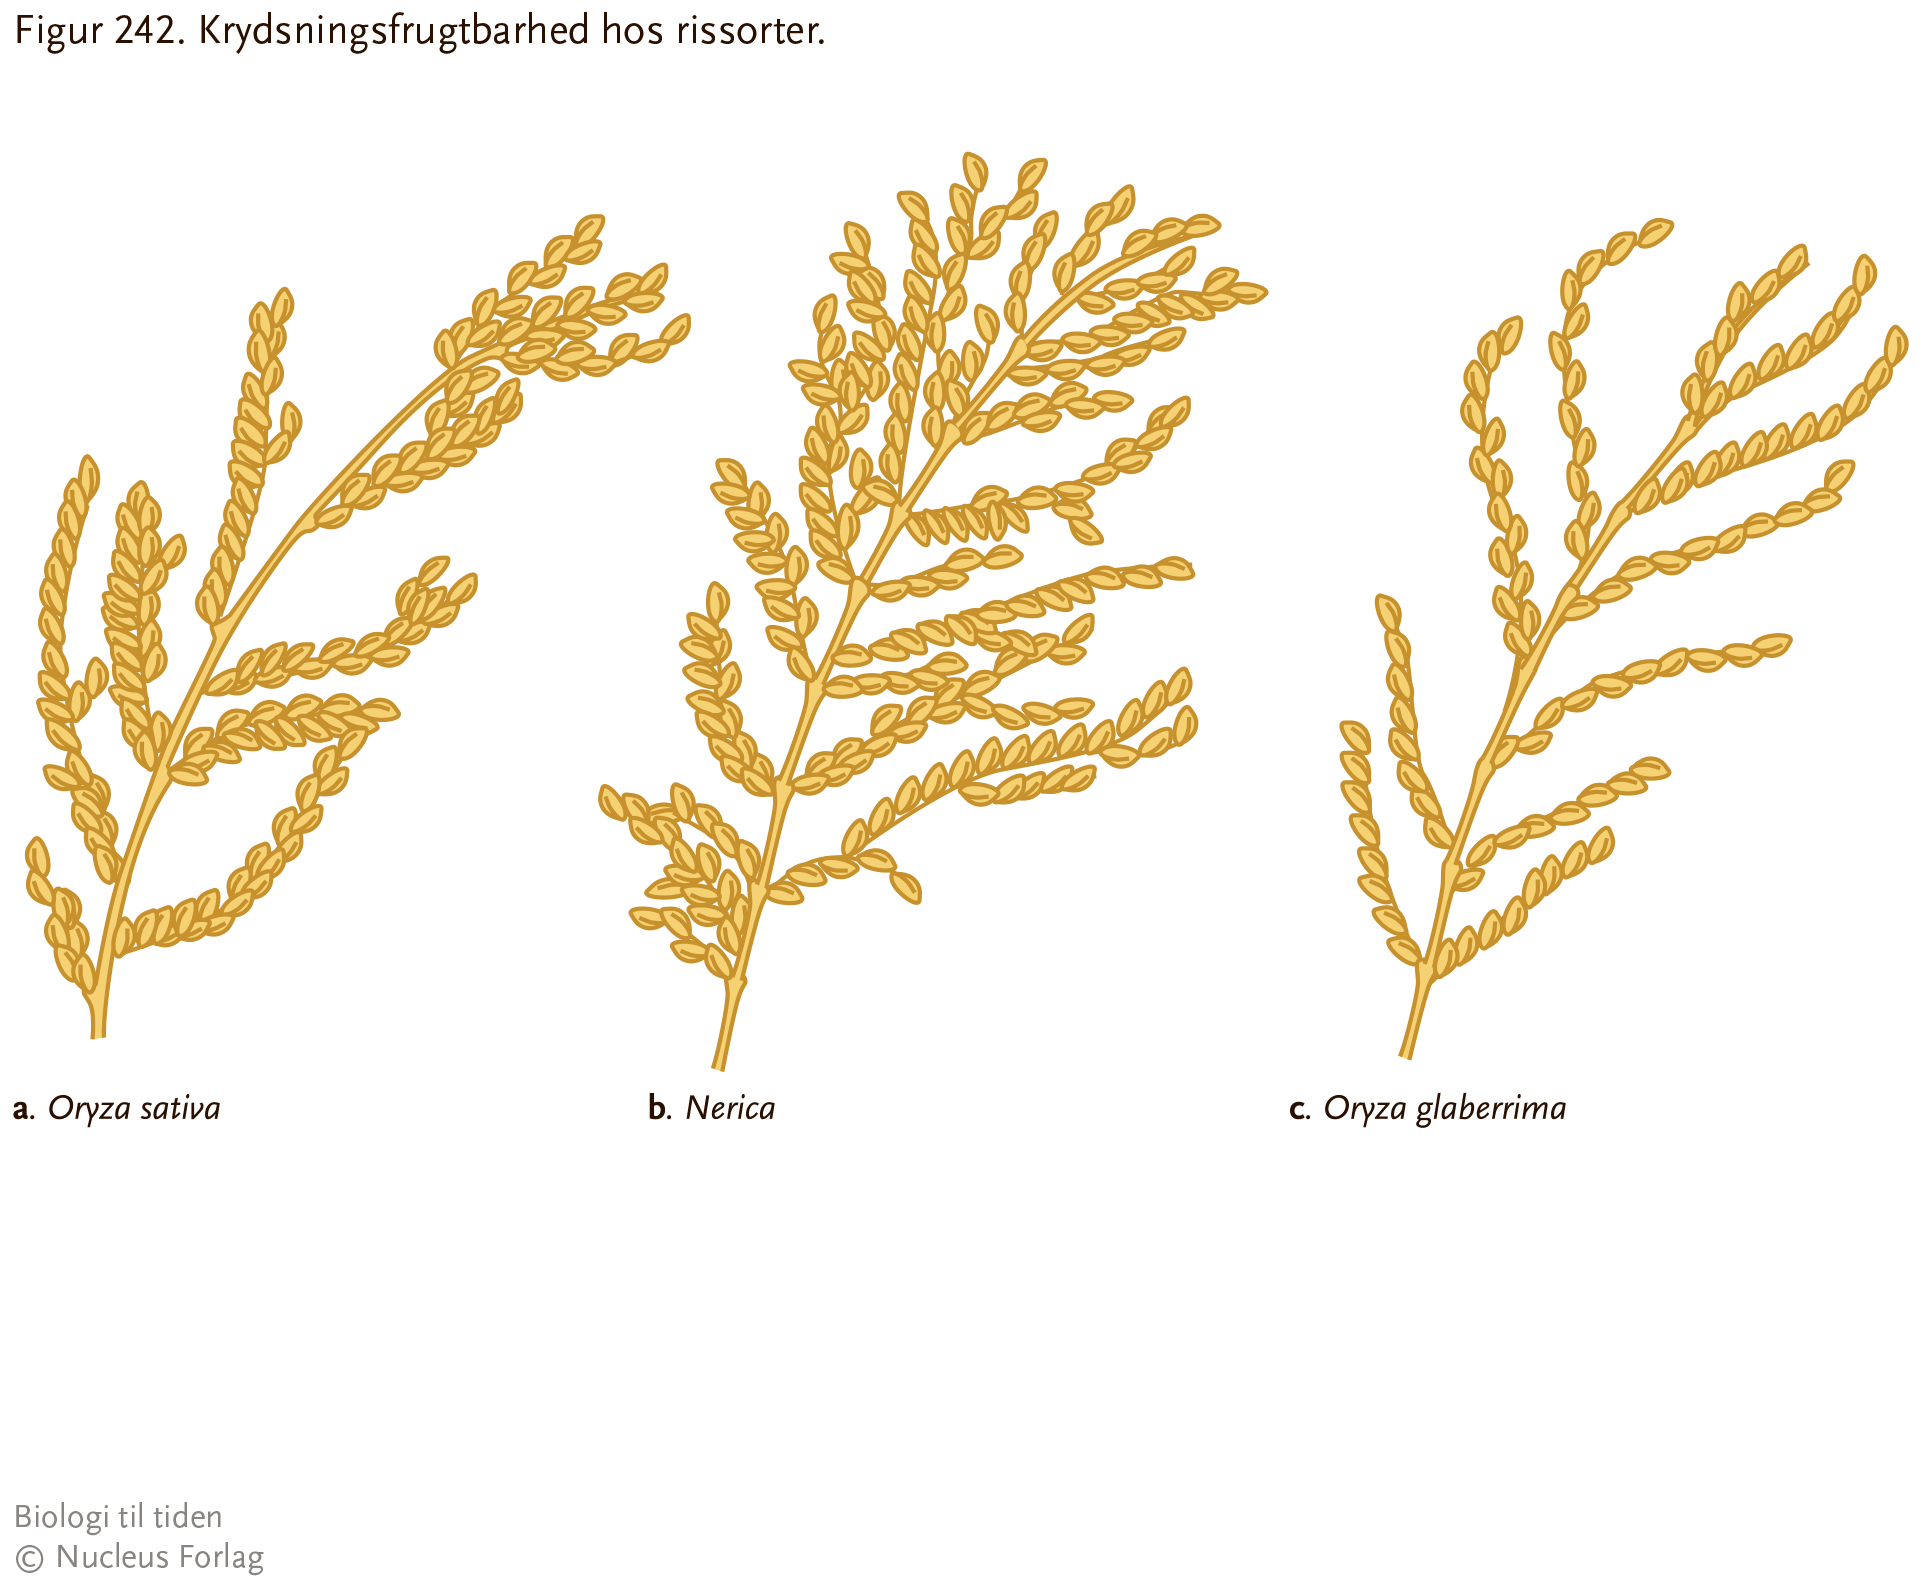 Figur 242. Krydsningsfrugtbarhed hos rissorter.
a. Oryza sativa
b. Nerica
c. Oryza glaberrima
Biologi til tiden
© Nucleus Forlag